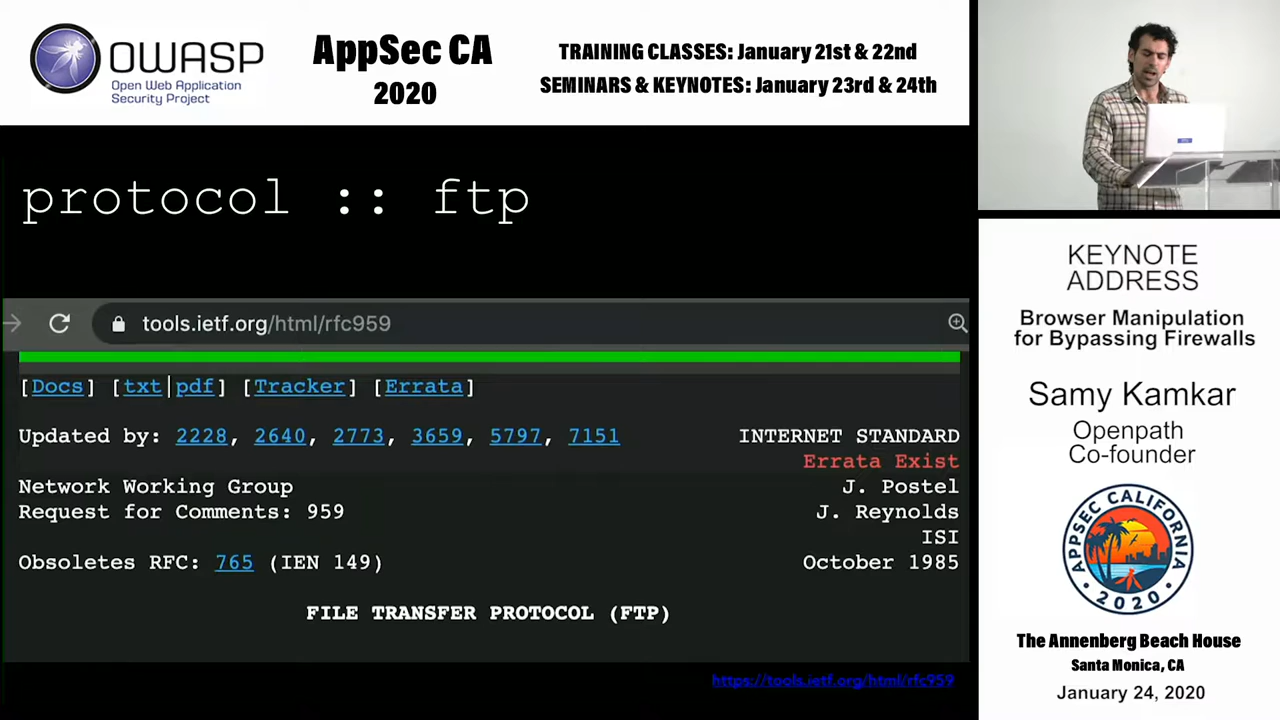 OWASP
Open Web Application
Security Project
AppSec CA
2020
TRAINING CLASSES: January 21st & 22nd
SEMINARS & KEYNOTES: January 23rd & 24th
protocol :: ftp
tools.ietf.org/html/rfc959
[Docs] [txt|pdf] [Tracker] [Errata]
Updated by: 2228, 2640, 2773, 3659, 5797, 7151 INTERNET STANDARD
Errata Exist
Network Working Group J. Postel
Request for Comments: 959 J. Reynolds
ISI
Obsoletes RFC: 765 (IEN 149) October 1985
FILE TRANSFER PROTOCOL (FTP)
https://tools.ietf.org/html/rfc959
KEYNOTE
ADDRESS
Browser Manipulation
for Bypassing Firewalls
Samy Kamkar
Openpath
Co-founder
APPSEC CALIFORNIA
2020
The Annenberg Beach House
Santa Monica, CA
January 24, 2020